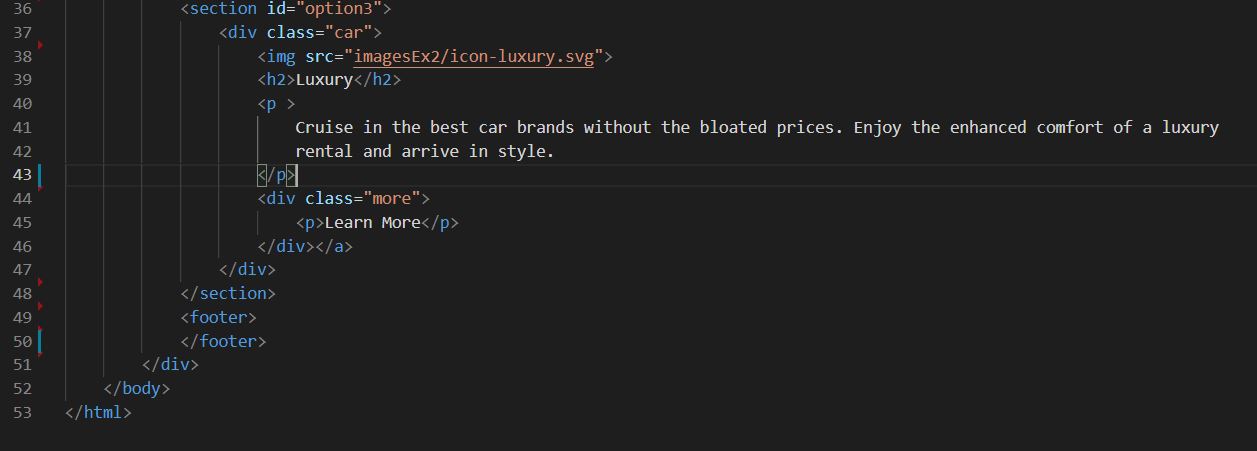 36 <section id="option3">
37 <div class="car">
38 <img src="imagesEx2/icon-luxury.svg">
39 <h2>Luxury</h2>
40 <p >
41 Cruise in the best car brands without the bloated prices. Enjoy the enhanced comfort of a luxury
42 rental and arrive in style.
43 </p>
44 <div class="more">
45 <p>Learn More</p>
46 </div></a>
47 </div>
48 </section>
49 <footer>
50 </footer>
51 </div>
52 </body>
53 </html>